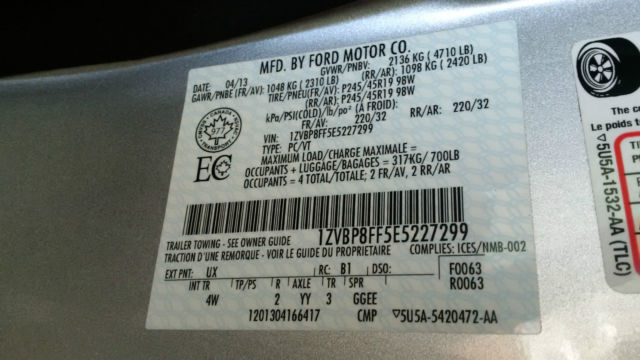 MFD. BY FORD MOTOR CO.
DATE: 04/13 GVWR/PNBV: 2136 KG ( 4710 LB)
GAWR/PNBE (FR/AV): 1048 KG ( 2310 LB) (RR/AR): 1098 KG ( 2420 LB)
TIRE/PNEU(FR/AV): P245/45R19 98W
(RR/AR): P245/45R19 98W
kPa/PSI(COLD)/lb/po² (A FROID):
FR/AV: 220/32 RR/AR: 220/32
VIN: 1ZVBP8FF5E5227299
TYPE: PC/VT
MAXIMUM LOAD/CHARGE MAXIMALE =
OCCUPANTS + LUGGAGE/BAGAGES = 317KG/ 700LB
OCCUPANTS = 4 TOTAL/TOTALE; 2 FR/AV, 2 RR/AR
CANADA
977
TRANSPORT
EC
1ZVBP8FF5E5227299
TRAILER TOWING - SEE OWNER GUIDE
COMPLIES: ICES/NMB-002
TRACTION D'UNE REMORQUE - VOIR LE GUIDE DU PROPRIETAIRE
EXT PNT: UX RC: B1 DSO: F0063
R0063
INT TR TP/PS R AXLE TR SPR
4W 2 YY 3 GGEE
1201304166417 CMP ▽5U5A-5420472-AA
The c
Le poids t
▽5U5A-1532-AA (TLC)